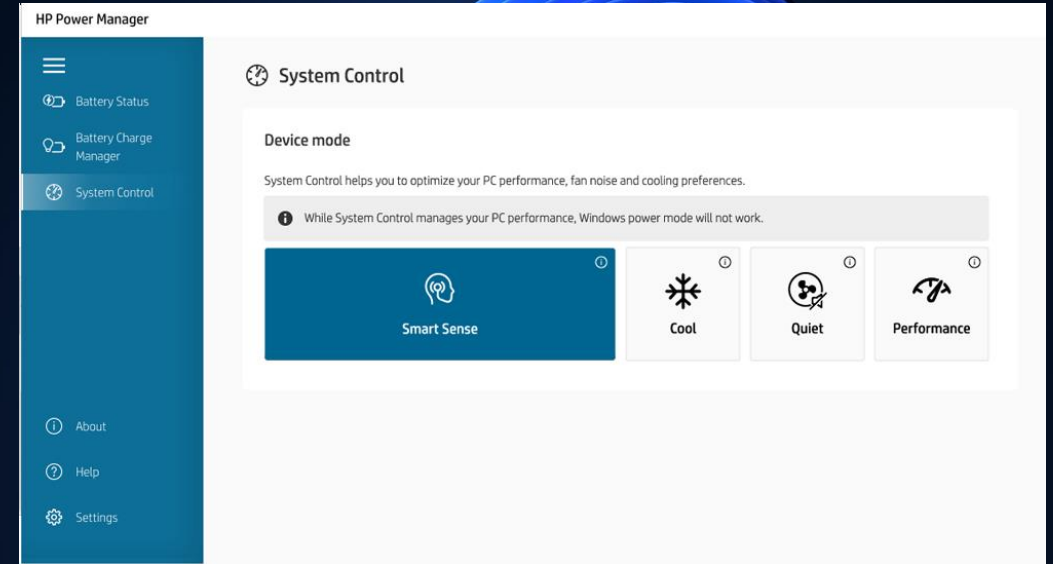 HP Power Manager
Battery Status
Battery Charge
Manager
System Control
About
Help
Settings
System Control
Device mode
System Control helps you to optimize your PC performance, fan noise and cooling preferences.
While System Control manages your PC performance, Windows power mode will not work.
Smart Sense
Cool
Quiet
Performance